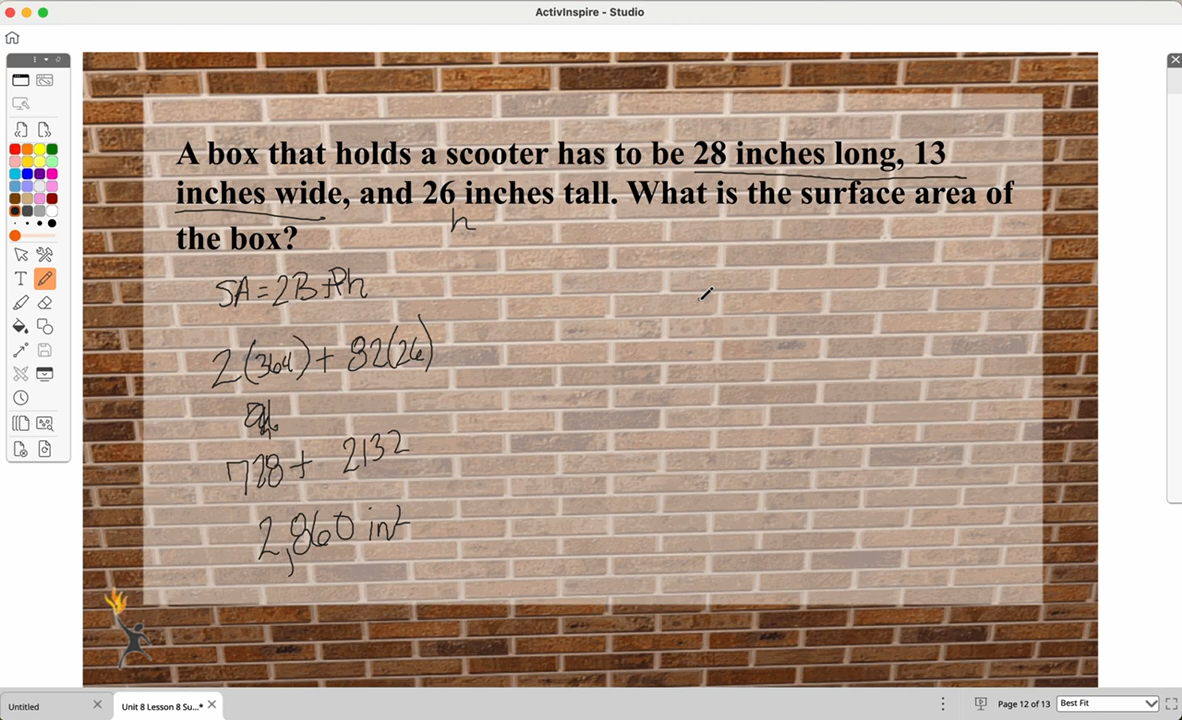 ActivInspire - Studio
A box that holds a scooter has to be 28 inches long, 13
inches wide, and 26 inches tall. What is the surface area of
the box?
h
SA = 2B + Ph
2(364) + 82(26)
728 + 2132
2,860 in²
Untitled
Unit 8 Lesson 8 Su...*
Page 12 of 13
Best Fit